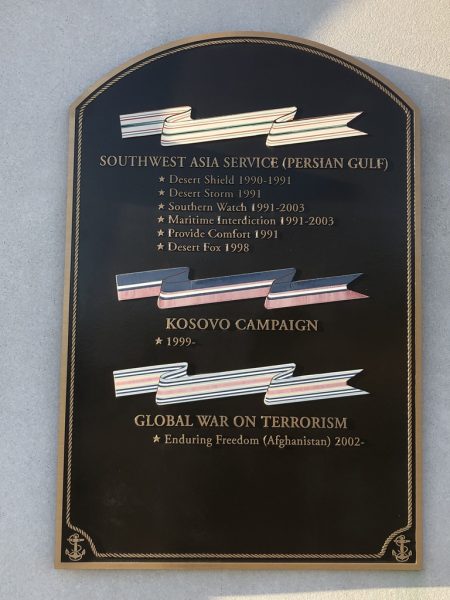 SOUTHWEST ASIA SERVICE (PERSIAN GULF)
★ Desert Shield 1990-1991
★ Desert Storm 1991
★ Southern Watch 1991-2003
★ Maritime Interdiction 1991-2003
★ Provide Comfort 1991
★ Desert Fox 1998
KOSOVO CAMPAIGN
★ 1999-
GLOBAL WAR ON TERRORISM
★ Enduring Freedom (Afghanistan) 2002-